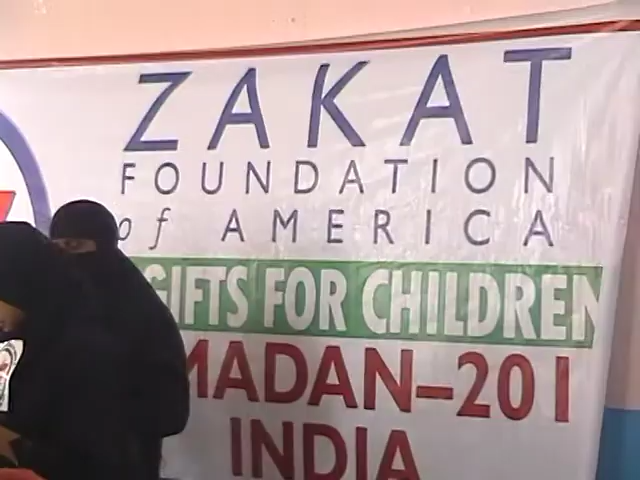 ZAKAT
FOUNDATION
of AMERICA
GIFTS FOR CHILDREN
MADAN-201
INDIA